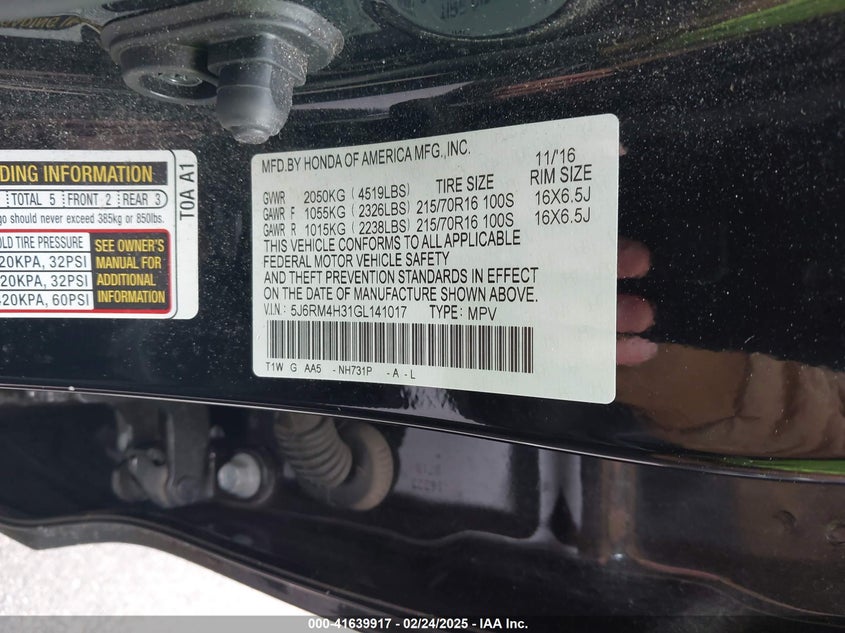 DING INFORMATION
TOTAL 5 FRONT 2 REAR 3
go should never exceed 385kg or 850lbs.
OLD TIRE PRESSURE
20KPA, 32PSI
20KPA, 32PSI
420KPA, 60PSI
SEE OWNER'S
MANUAL FOR
ADDITIONAL
INFORMATION
TOA A1
MFD.BY HONDA OF AMERICA MFG.,INC. 11/'16
GVWR 2050KG (4519LBS) TIRE SIZE RIM SIZE
GAWR F 1055KG (2326LBS) 215/70R16 100S 16X6.5J
GAWR R 1015KG (2238LBS) 215/70R16 100S 16X6.5J
THIS VEHICLE CONFORMS TO ALL APPLICABLE
FEDERAL MOTOR VEHICLE SAFETY
AND THEFT PREVENTION STANDARDS IN EFFECT
ON THE DATE OF MANUFACTURE SHOWN ABOVE.
V.I.N: 5J6RM4H31GL141017 TYPE: MPV
T1W G AA5 - NH731P - A - L
000-41639917 - 02/24/2025 - IAA Inc.